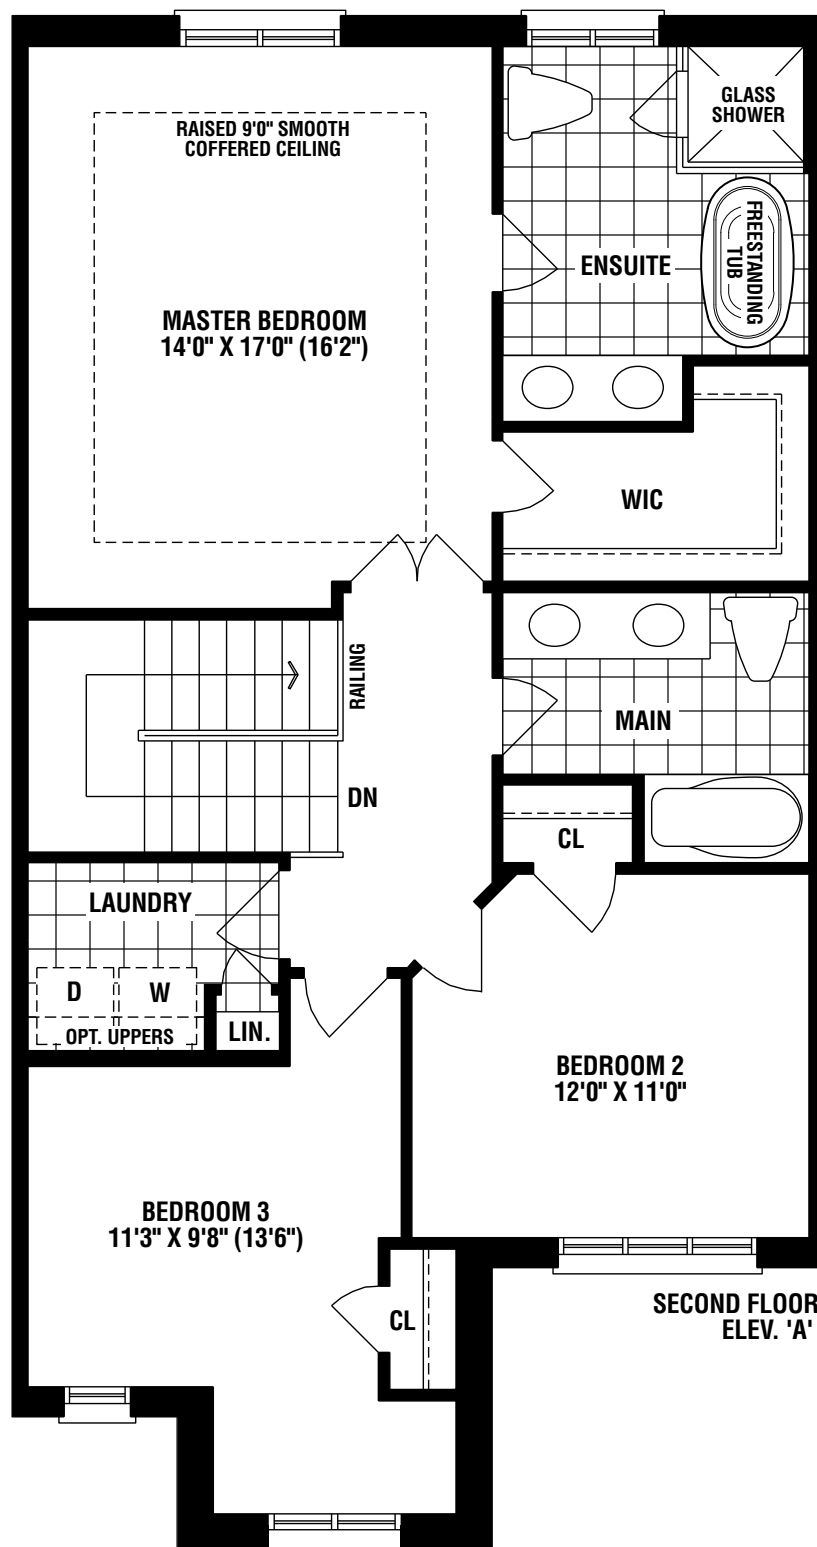 RAISED 9'0" SMOOTH
COFFERED CEILING
GLASS
SHOWER
FREESTANDING
TUB
ENSUITE
MASTER BEDROOM
14'0" X 17'0" (16'2")
WIC
RAILING
MAIN
DN
CL
LAUNDRY
D
W
OPT. UPPERS
LIN.
BEDROOM 2
12'0" X 11'0"
BEDROOM 3
11'3" X 9'8" (13'6")
CL
SECOND FLOOR
ELEV. 'A'